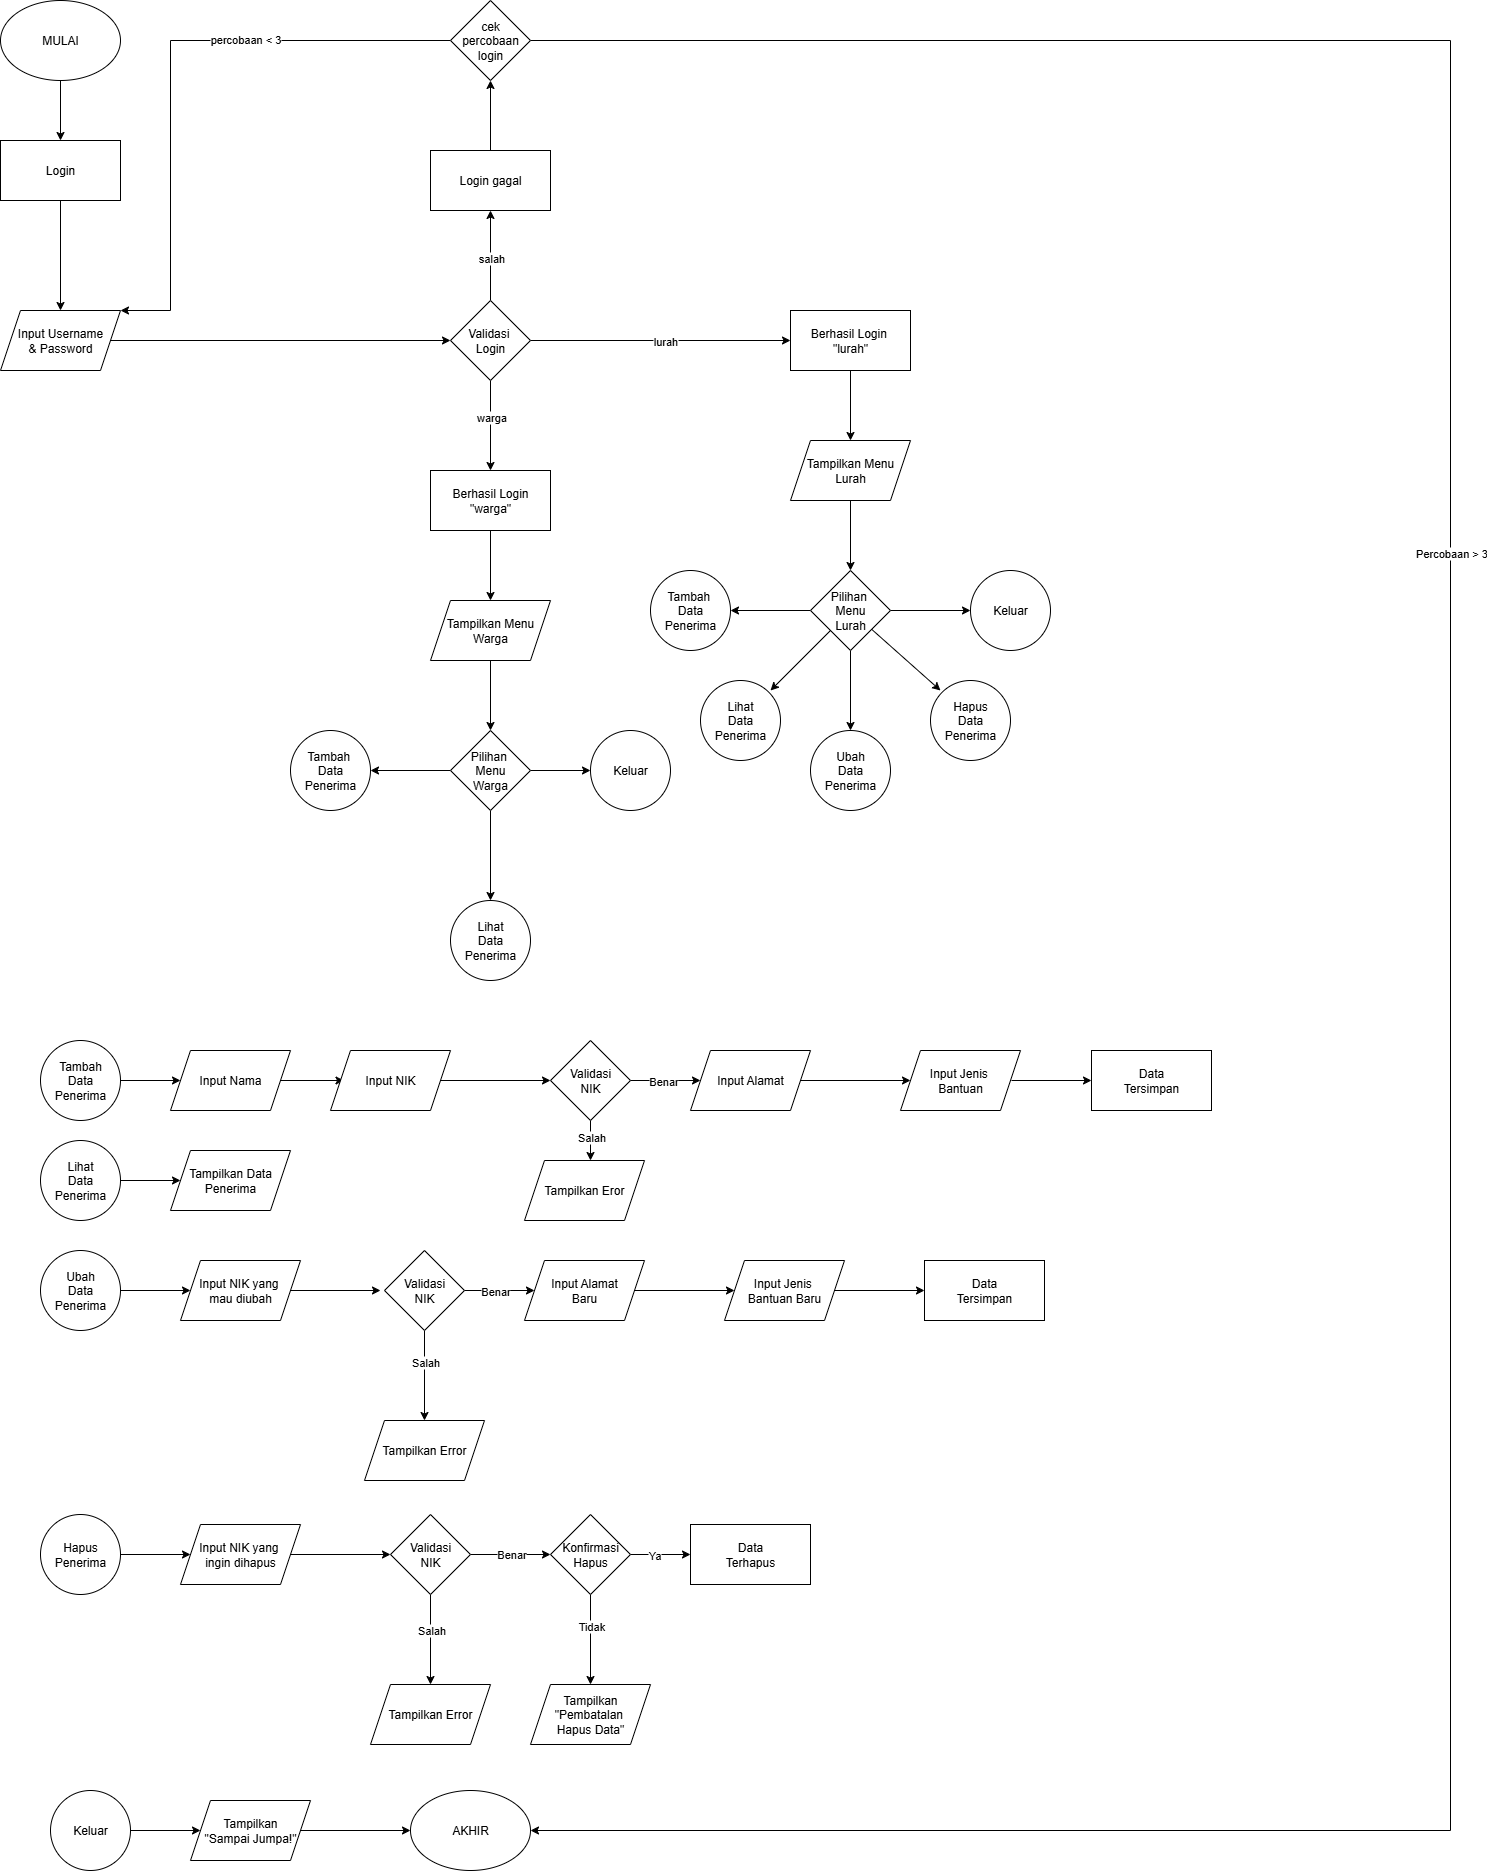 MULAI
percobaan < 3
cek
percobaan
login
Login
Login gagal
salah
Input Username
& Password
Validasi
Login
lurah
Berhasil Login
"lurah"
warga
Tampilkan Menu
Lurah
Berhasil Login
"warga"
Percobaan > 3
Tambah
Data
Penerima
Pilihan
Menu
Lurah
Keluar
Tampilkan Menu
Warga
Lihat
Data
Penerima
Hapus
Data
Penerima
Ubah
Data
Penerima
Tambah
Data
Penerima
Pilihan
Menu
Warga
Keluar
Lihat
Data
Penerima
Tambah
Data
Penerima
Input Nama
Input NIK
Validasi
NIK
Benar
Input Alamat
Input Jenis
Bantuan
Data
Tersimpan
Salah
Tampilkan Eror
Lihat
Data
Penerima
Tampilkan Data
Penerima
Ubah
Data
Penerima
Input NIK yang
mau diubah
Validasi
NIK
Benar
Input Alamat
Baru
Input Jenis
Bantuan Baru
Data
Tersimpan
Salah
Tampilkan Error
Hapus
Penerima
Input NIK yang
ingin dihapus
Validasi
NIK
Benar
Konfirmasi
Hapus
Ya
Data
Terhapus
Salah
Tidak
Tampilkan Error
Tampilkan
"Pembatalan
Hapus Data"
Keluar
Tampilkan
"Sampai Jumpa!"
AKHIR